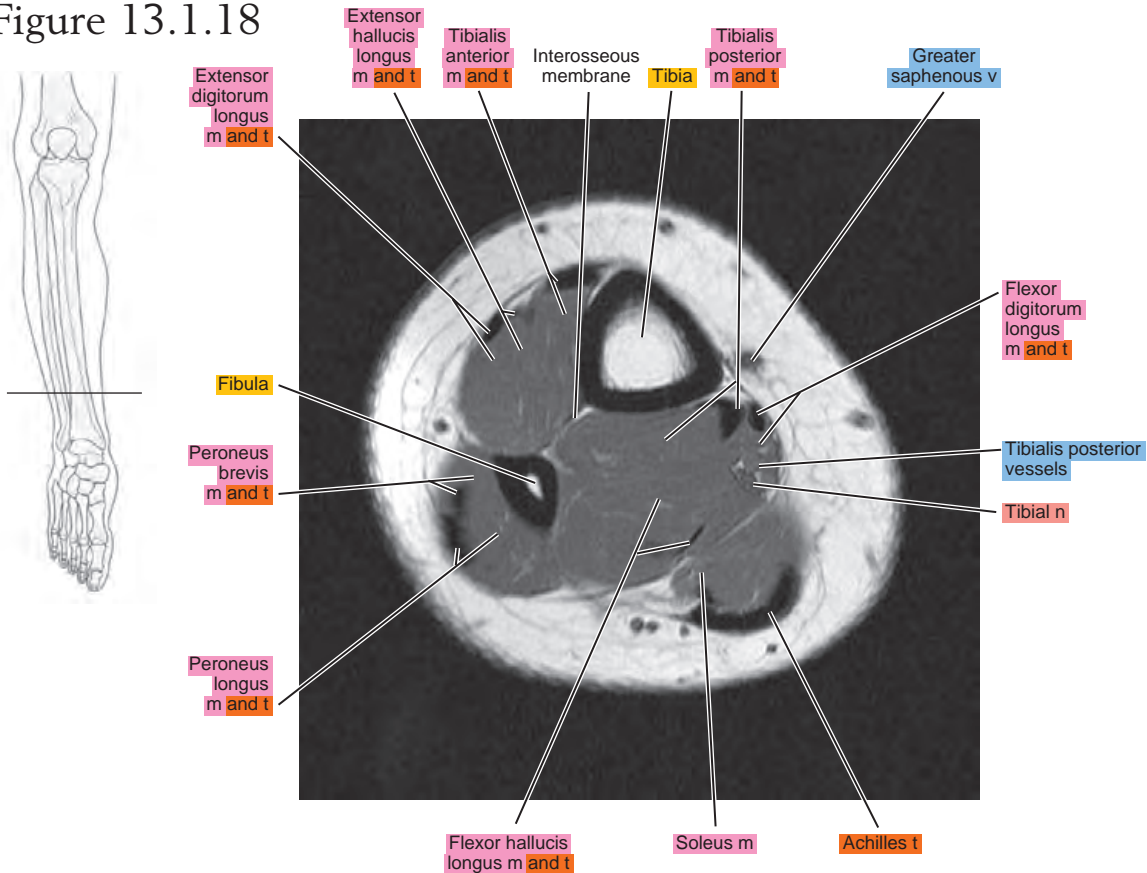 Figure 13.1.18
Extensor
hallucis
longus
m and t
Tibialis
anterior
m and t
Interosseous
membrane
Tibia
Tibialis
posterior
m and t
Greater
saphenous v
Extensor
digitorum
longus
m and t
Flexor
digitorum
longus
m and t
Fibula
Peroneus
brevis
m and t
Tibialis posterior
vessels
Tibial n
Peroneus
longus
m and t
Flexor hallucis
longus m and t
Soleus m
Achilles t